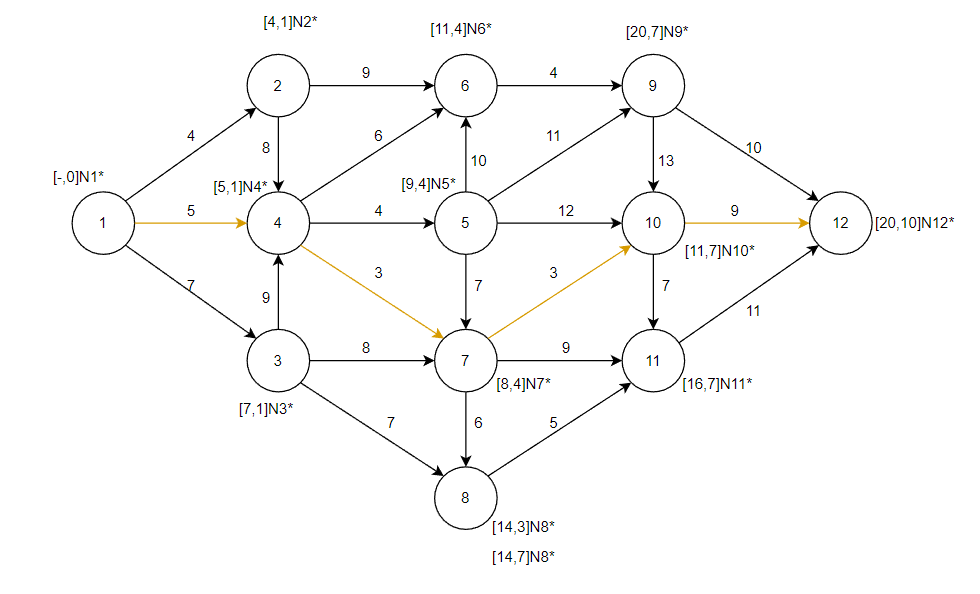 [4,1]N2*
[11,4]N6*
[20,7]N9*
2
9
6
4
9
4
8
6
10
11
13
10
[-,0]N1*
[5,1]N4*
[9,4]N5*
1
5
4
4
5
12
10
9
12
[20,10]N12*
[11,7]N10*
7
9
3
7
3
7
11
3
8
7
9
11
[8,4]N7*
[16,7]N11*
[7,1]N3*
7
6
5
8
[14,3]N8*
[14,7]N8*